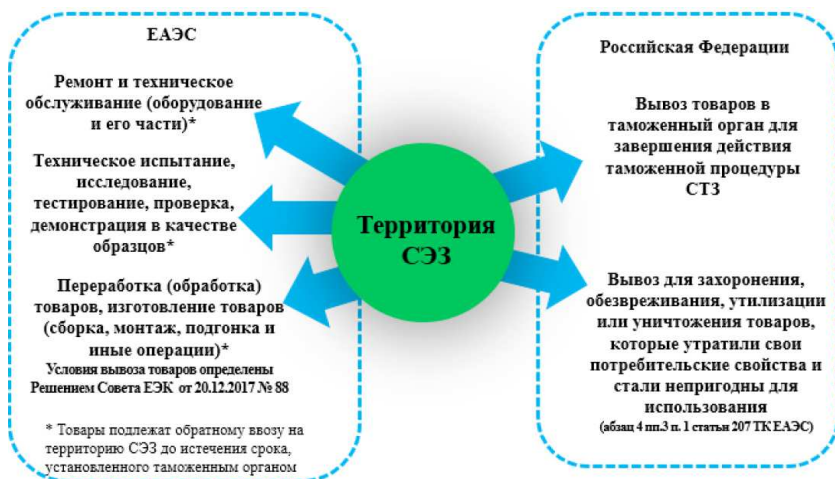 ЕАЭС
Ремонт и техническое
обслуживание (оборудование
и его части)*
Техническое испытание,
исследование,
тестирование, проверка,
демонстрация в качестве
образцов*
Переработка (обработка)
товаров, изготовление товаров
(сборка, монтаж, подгонка и
иные операции)*
Условия вывоза товаров определены
Решением Совета ЕЭК от 20.12.2017 № 88
* Товары подлежат обратному ввозу на
территорию СЭЗ до истечения срока,
установленного таможенным органом
Территория
СЭЗ
Российская Федерации
Вывоз товаров в
таможенный орган для
завершения действия
таможенной процедуры
СТЗ
Вывоз для захоронения,
обезвреживания, утилизации
или уничтожения товаров,
которые утратили свои
потребительские свойства и
стали непригодны для
использования
(абзац 4 пп.3 п. 1 статьи 207 ТК ЕАЭС)